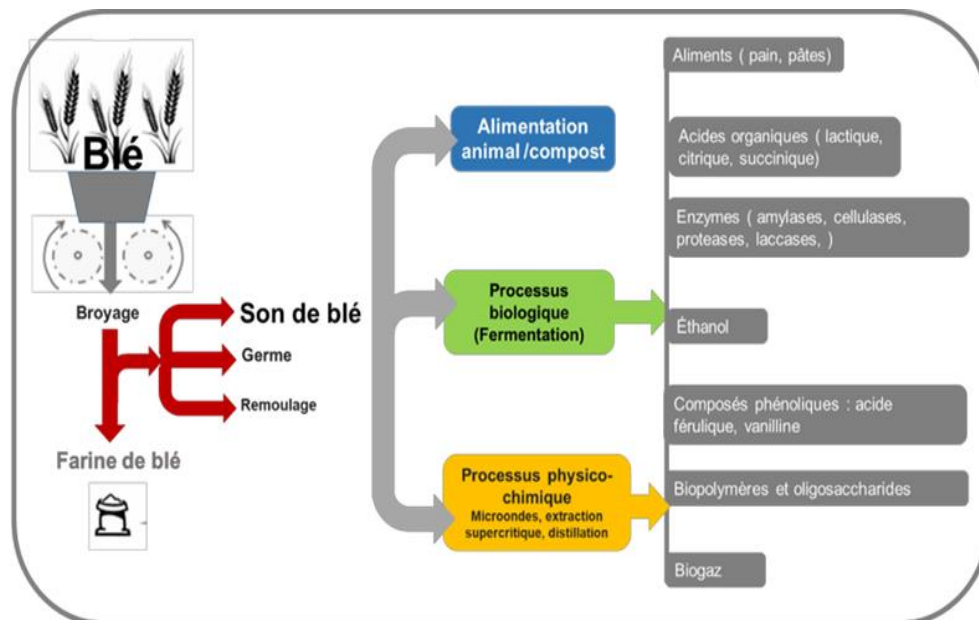 Blé
Broyage
Farine de blé
Son de blé
Germe
Remoulage
Alimentation
animal /compost
Processus
biologique
(Fermentation)
Processus physico-
chimique
Microondes, extraction
supercritique, distillation
Aliments ( pain, pâtes)
Acides organiques ( lactique,
citrique, succinique)
Enzymes ( amylases, cellulases,
proteases, laccases, )
Éthanol
Composés phénoliques : acide
férulique, vanilline
Biopolymères et oligosaccharides
Biogaz